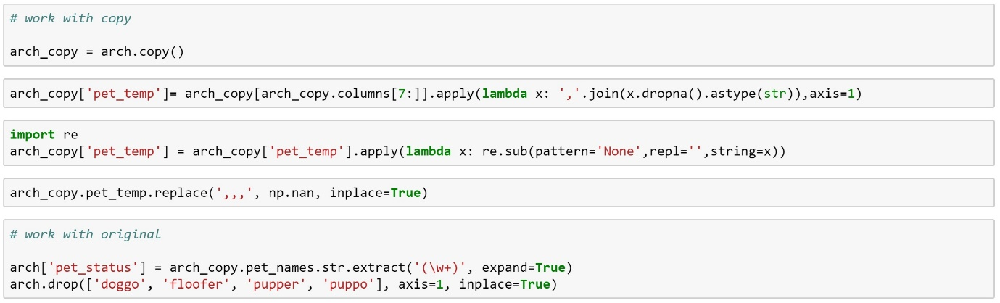 # work with copy
arch_copy = arch.copy()
arch_copy['pet_temp']= arch_copy[arch_copy.columns[7:]].apply(lambda x: ','.join(x.dropna().astype(str)),axis=1)
import re
arch_copy['pet_temp'] = arch_copy['pet_temp'].apply(lambda x: re.sub(pattern='None',repl='',string=x))
arch_copy.pet_temp.replace(',,,', np.nan, inplace=True)
# work with original
arch['pet_status'] = arch_copy.pet_names.str.extract('(\w+)', expand=True)
arch.drop(['doggo', 'floofer', 'pupper', 'puppo'], axis=1, inplace=True)